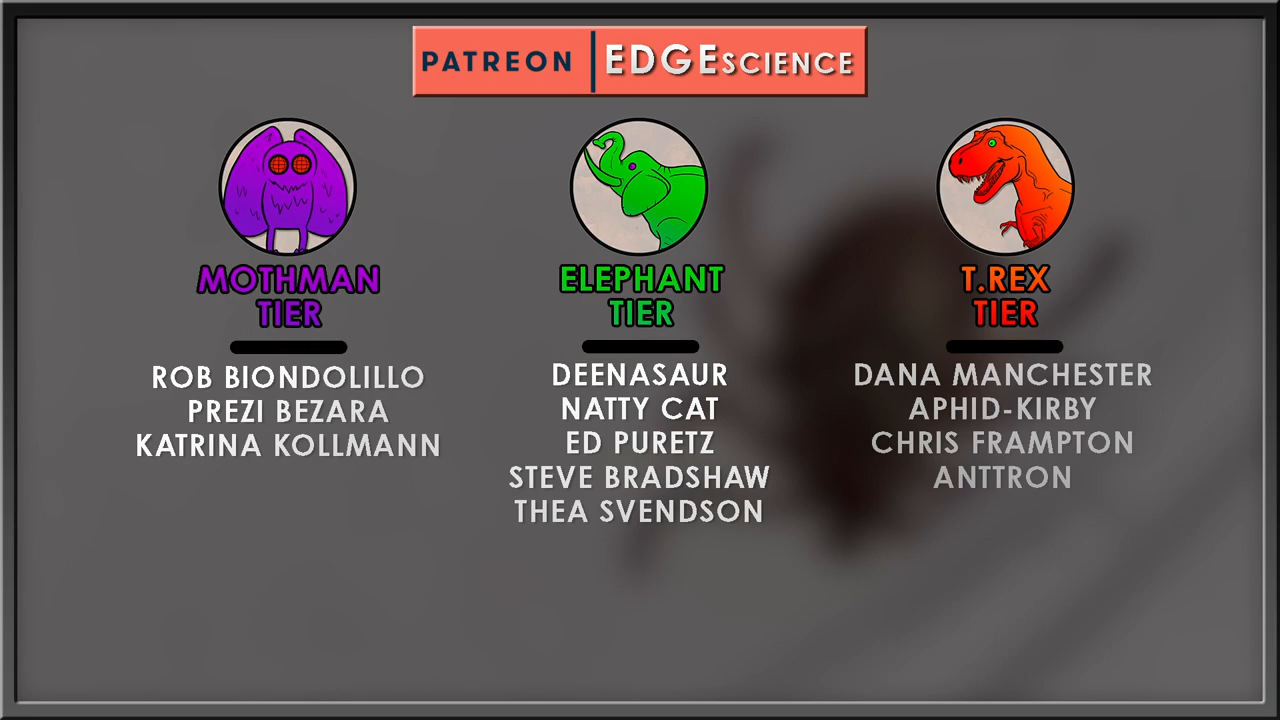 PATREON EDGESCIENCE
MOTHMAN
TIER
ROB BIONDOLILLO
PREZI BEZARA
KATRINA KOLLMANN
ELEPHANT
TIER
DEENASAUR
NATTY CAT
ED PURETZ
STEVE BRADSHAW
THEA SVENDSON
T.REX
TIER
DANA MANCHESTER
APHID-KIRBY
CHRIS FRAMPTON
ANTTRON